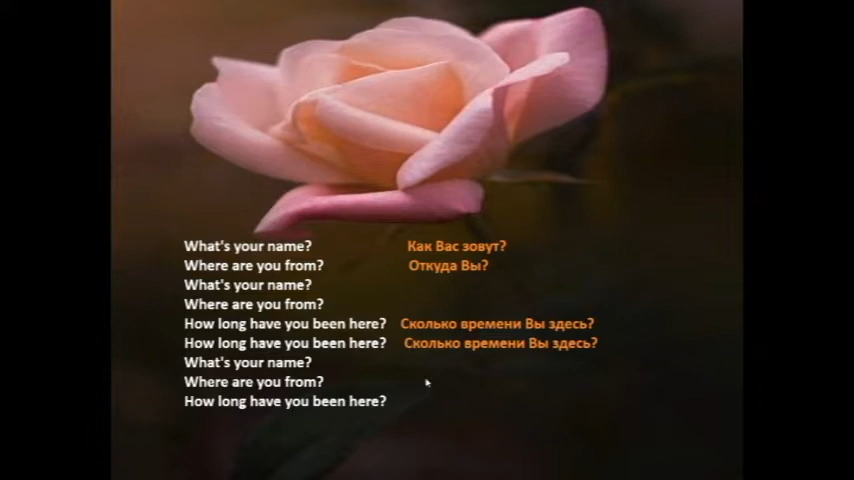 What's your name? Как Вас зовут?
Where are you from? Откуда Вы?
What's your name?
Where are you from?
How long have you been here? Сколько времени Вы здесь?
How long have you been here? Сколько времени Вы здесь?
What's your name?
Where are you from?
How long have you been here?